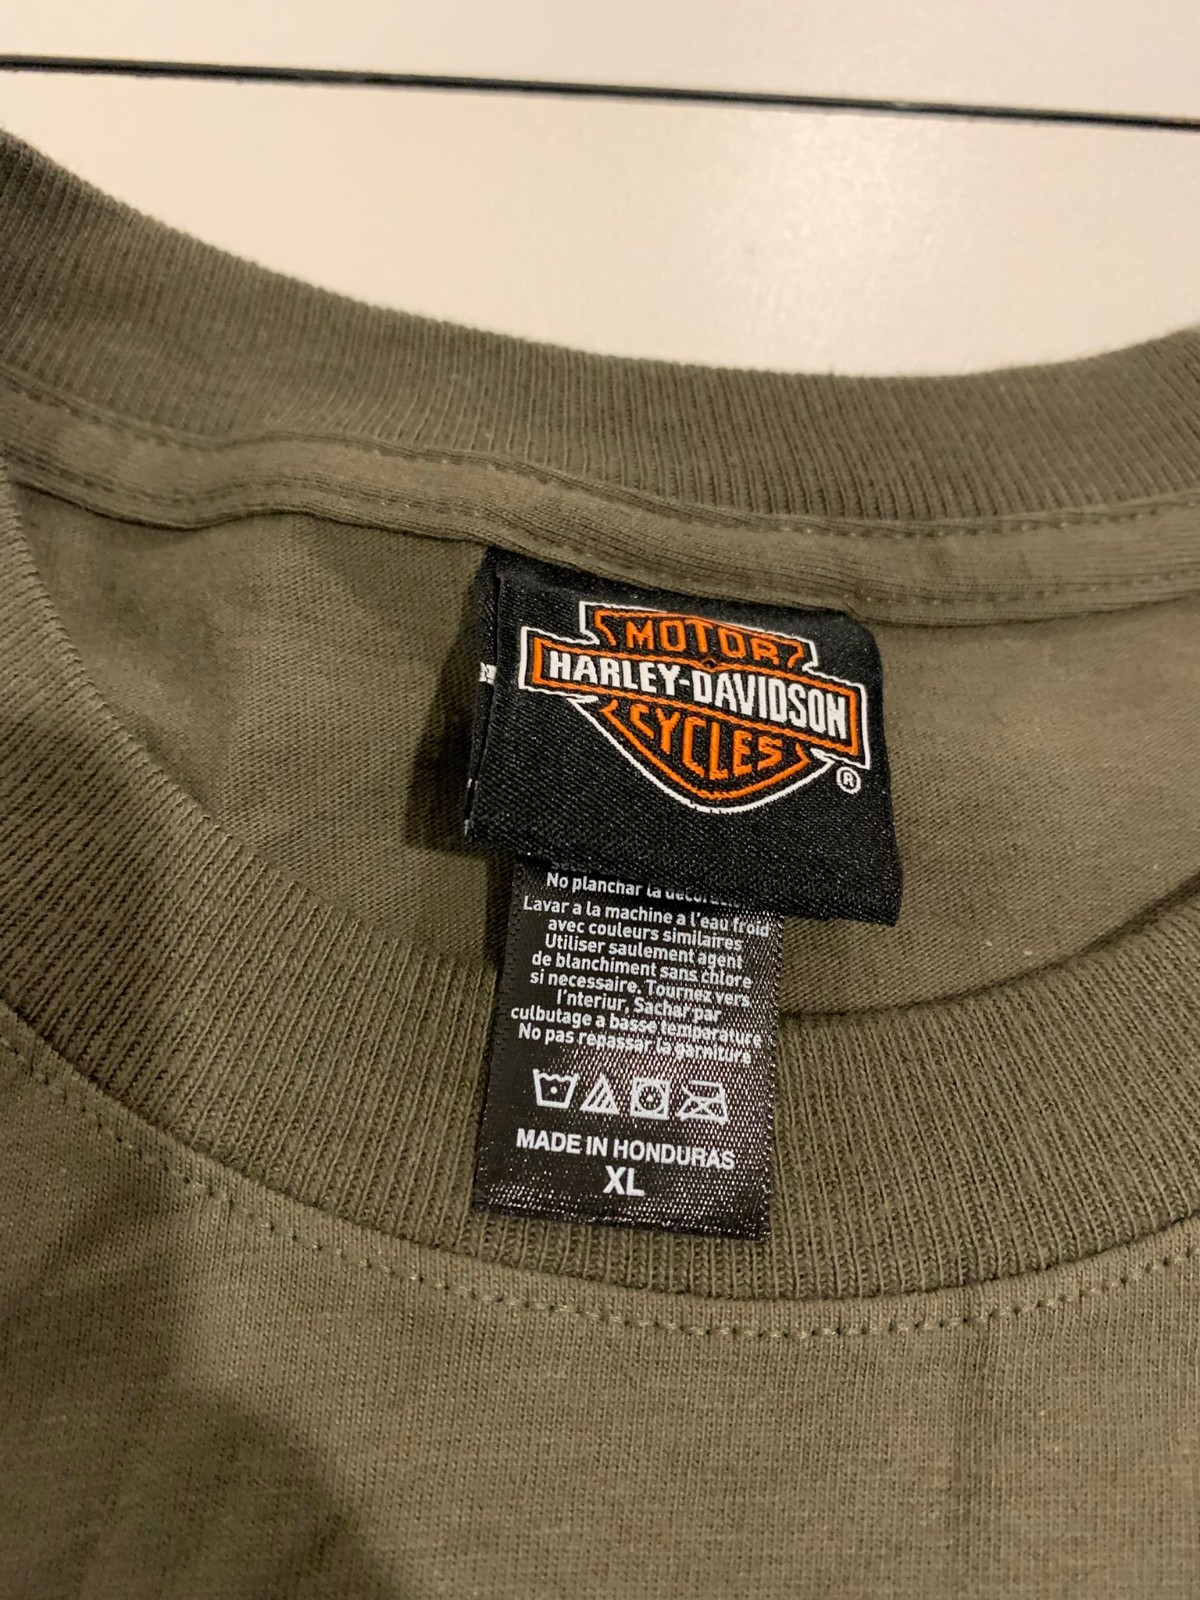 MOTOR
HARLEY-DAVIDSON
CYCLES
®
No planchar la
Lavar a la machine a l'eau froid
avec couleurs similaires
Utiliser saulement agent
de blanchiment sans chlore
si necessaire. Tournez vers
l'nteriur, Sachar par
culbutage a basse temperature
No pas repassar la garniture
MADE IN HONDURAS
XL